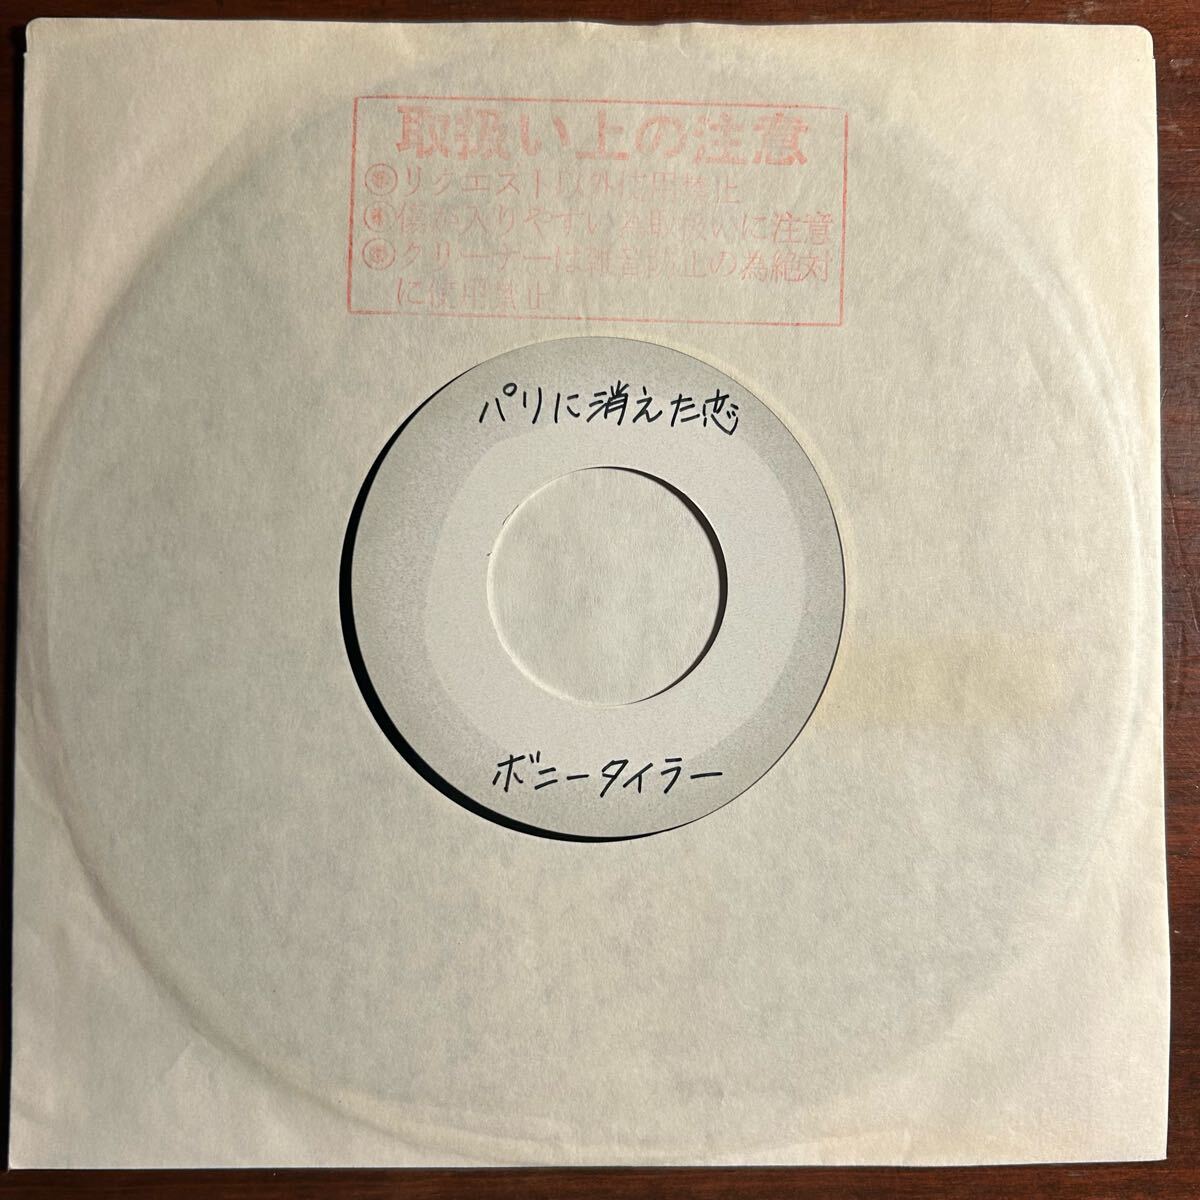 取扱い上の注意
リクエスト以外使用禁止
傷が入りやすい為取扱いに注意
クリーナーは雑音防止の為絶対
に使用禁止
パリに消えた恋
ボニータイラー